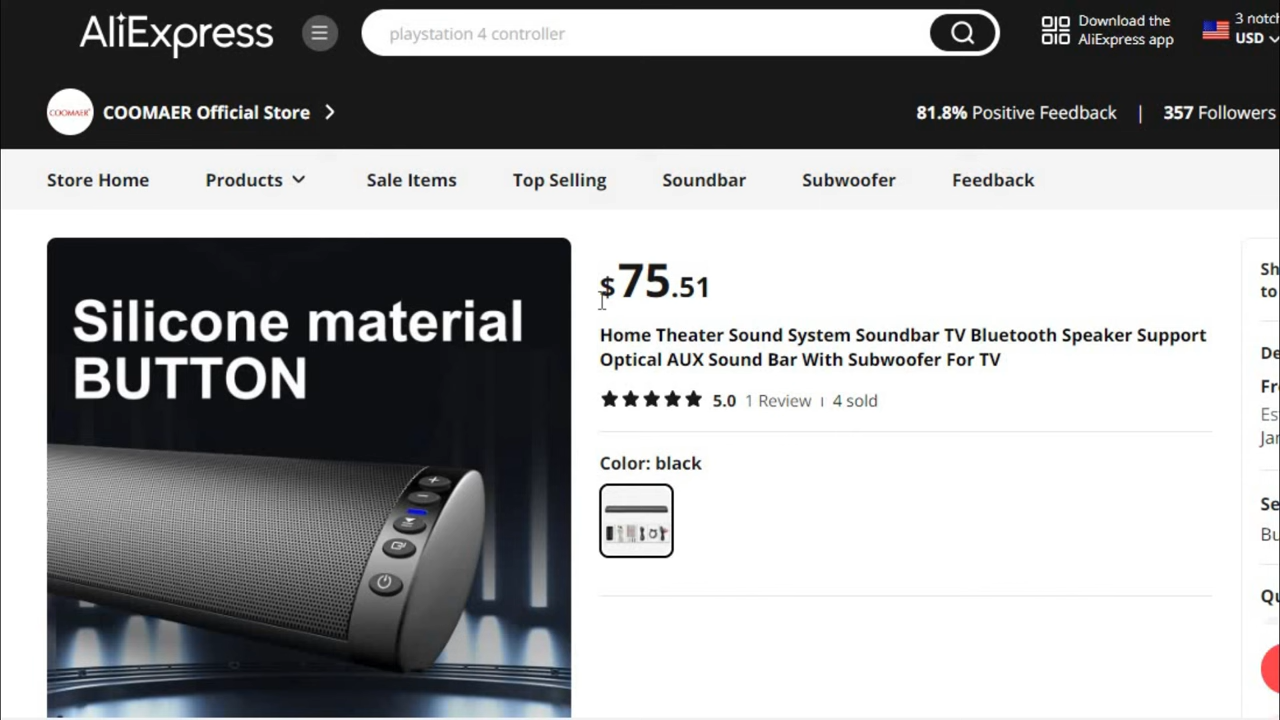 AliExpress
playstation 4 controller
Download the
AliExpress app
USD
COOMAER
COOMAER Official Store
81.8% Positive Feedback | 357 Followers
Store Home Products Sale Items Top Selling Soundbar Subwoofer Feedback
Silicone material
BUTTON
$75.51
Home Theater Sound System Soundbar TV Bluetooth Speaker Support
Optical AUX Sound Bar With Subwoofer For TV
5.0 1 Review 4 sold
Color: black
to